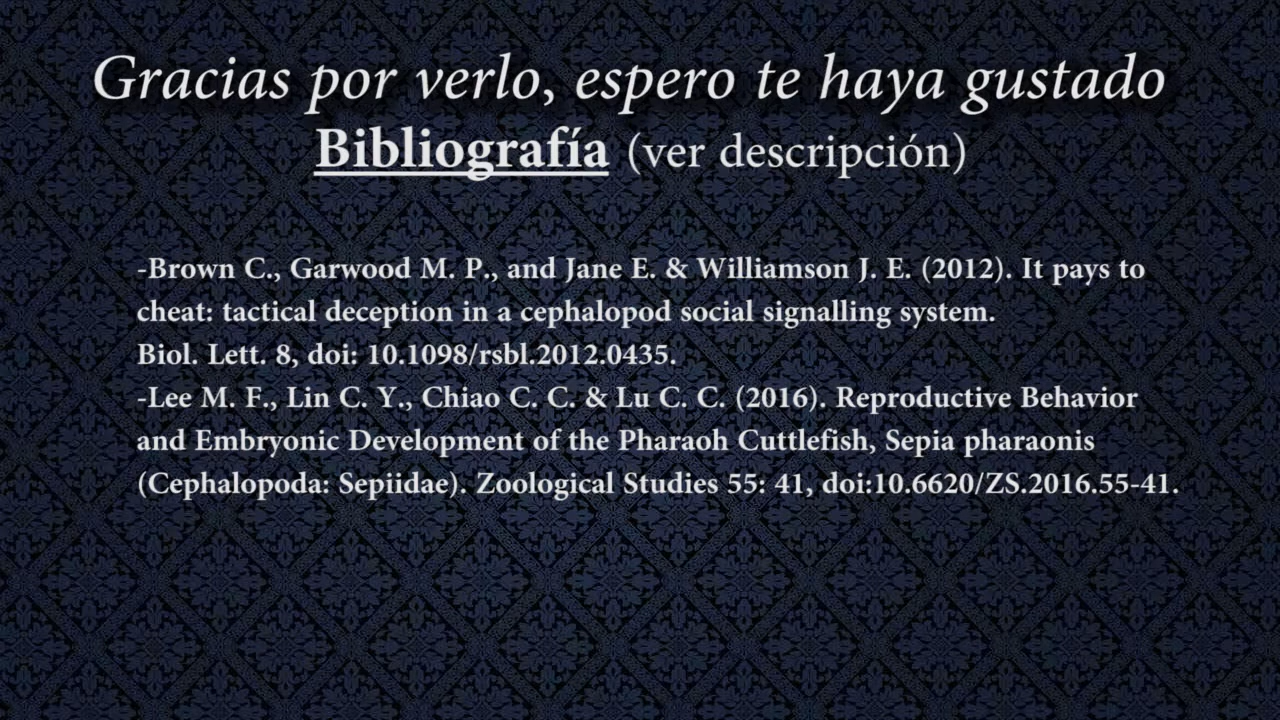 Gracias por verlo, espero te haya gustado
Bibliografía (ver descripción)
-Brown C., Garwood M. P., and Jane E. & Williamson J. E. (2012). It pays to
cheat: tactical deception in a cephalopod social signalling system.
Biol. Lett. 8, doi: 10.1098/rsbl.2012.0435.
-Lee M. F., Lin C. Y., Chiao C. C. & Lu C. C. (2016). Reproductive Behavior
and Embryonic Development of the Pharaoh Cuttlefish, Sepia pharaonis
(Cephalopoda: Sepiidae). Zoological Studies 55: 41, doi:10.6620/ZS.2016.55-41.